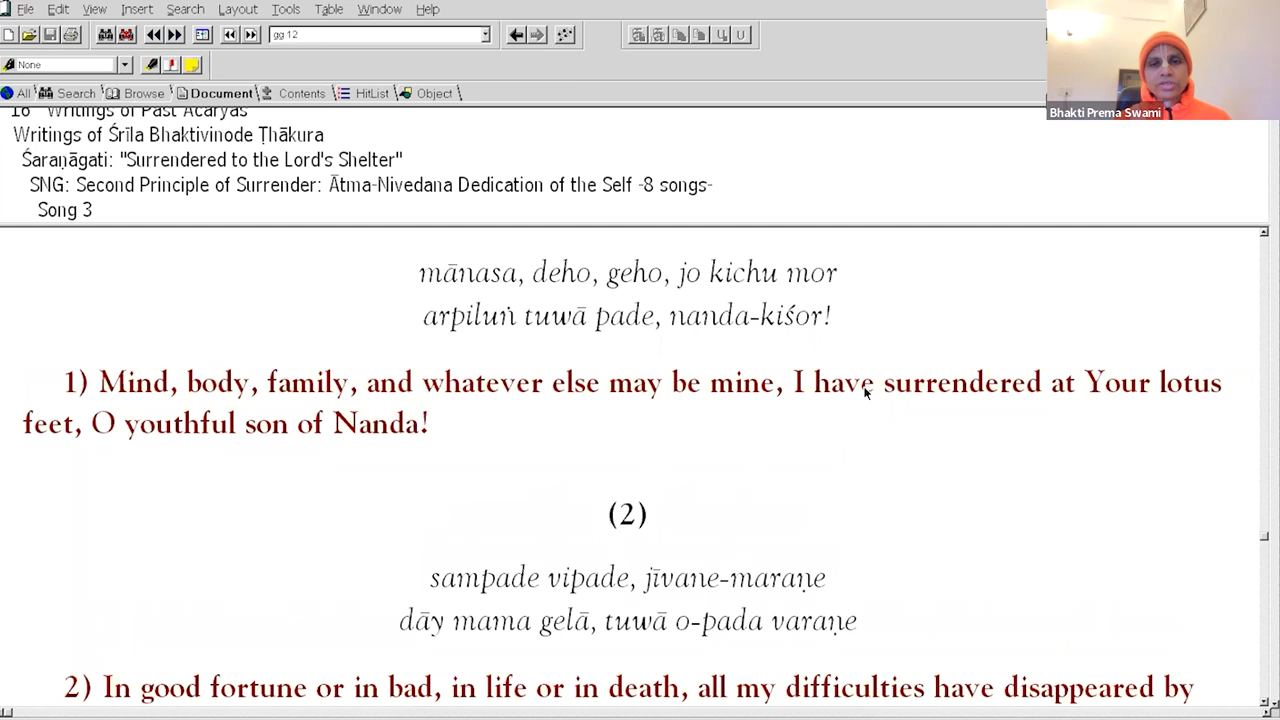 File Edit View Insert Search Layout Tools Table Window Help
gg 12
None
All Search Browse Document Contents HitList Object
18 Writings of Past Ācāryas
Writings of Śrīla Bhaktivinode Ṭhākura
Śaraṇāgati: "Surrendered to the Lord's Shelter"
SNG: Second Principle of Surrender: Ātma-Nivedana Dedication of the Self -8 songs-
Song 3
Bhakti Prema Swami
mānasa, deho, geho, jo kichu mor
arpiluṅ tuwā pade, nanda-kiśor!
1) Mind, body, family, and whatever else may be mine, I have surrendered at Your lotus
feet, O youthful son of Nanda!
(2)
sampade vipade, jīvane-maraṇe
dāy mama gelā, tuwā o-pada varaṇe
2) In good fortune or in bad, in life or in death, all my difficulties have disappeared by